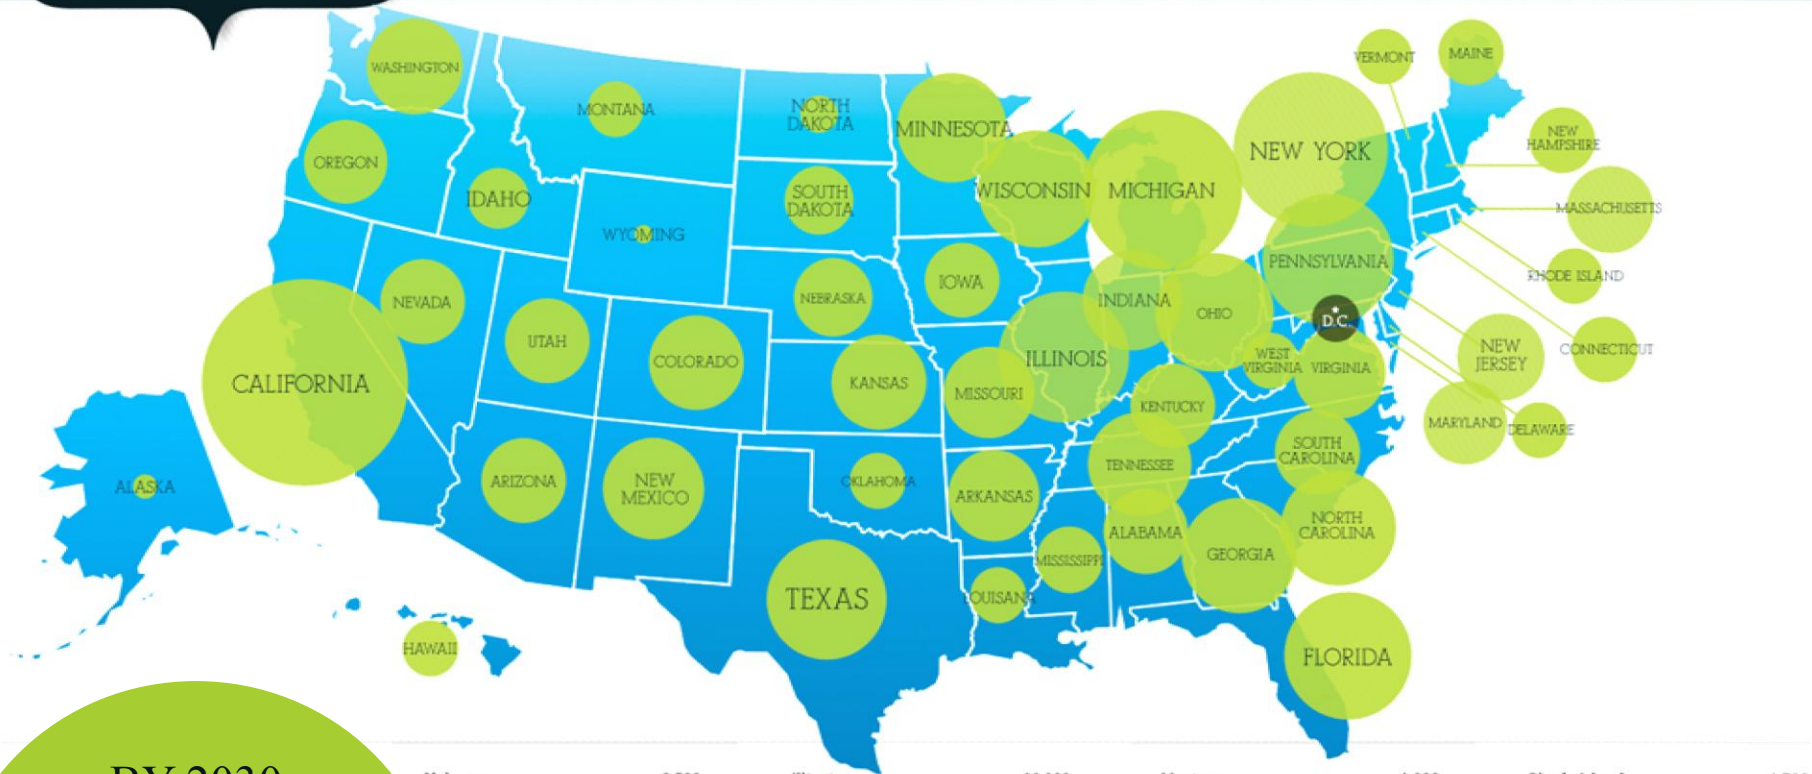 WASHINGTON
MONTANA
NORTH
DAKOTA
MINNESOTA
VERMONT
MAINE
NEW
HAMPSHIRE
OREGON
IDAHO
SOUTH
DAKOTA
WISCONSIN
MICHIGAN
NEW YORK
MASSACHUSETTS
WYOMING
NEVADA
NEBRASKA
IOWA
INDIANA
OHIO
PENNSYLVANIA
RHODE ISLAND
D.C.
UTAH
COLORADO
CALIFORNIA
KANSAS
MISSOURI
ILLINOIS
WEST
VIRGINIA
VIRGINIA
NEW
JERSEY
CONNECTICUT
KENTUCKY
MARYLAND
DELAWARE
ALASKA
ARIZONA
NEW
MEXICO
OKLAHOMA
ARKANSAS
TENNESSEE
SOUTH
CAROLINA
MISSISSIPPI
ALABAMA
GEORGIA
NORTH
CAROLINA
TEXAS
LOUISANA
HAWAII
FLORIDA
BY 2030